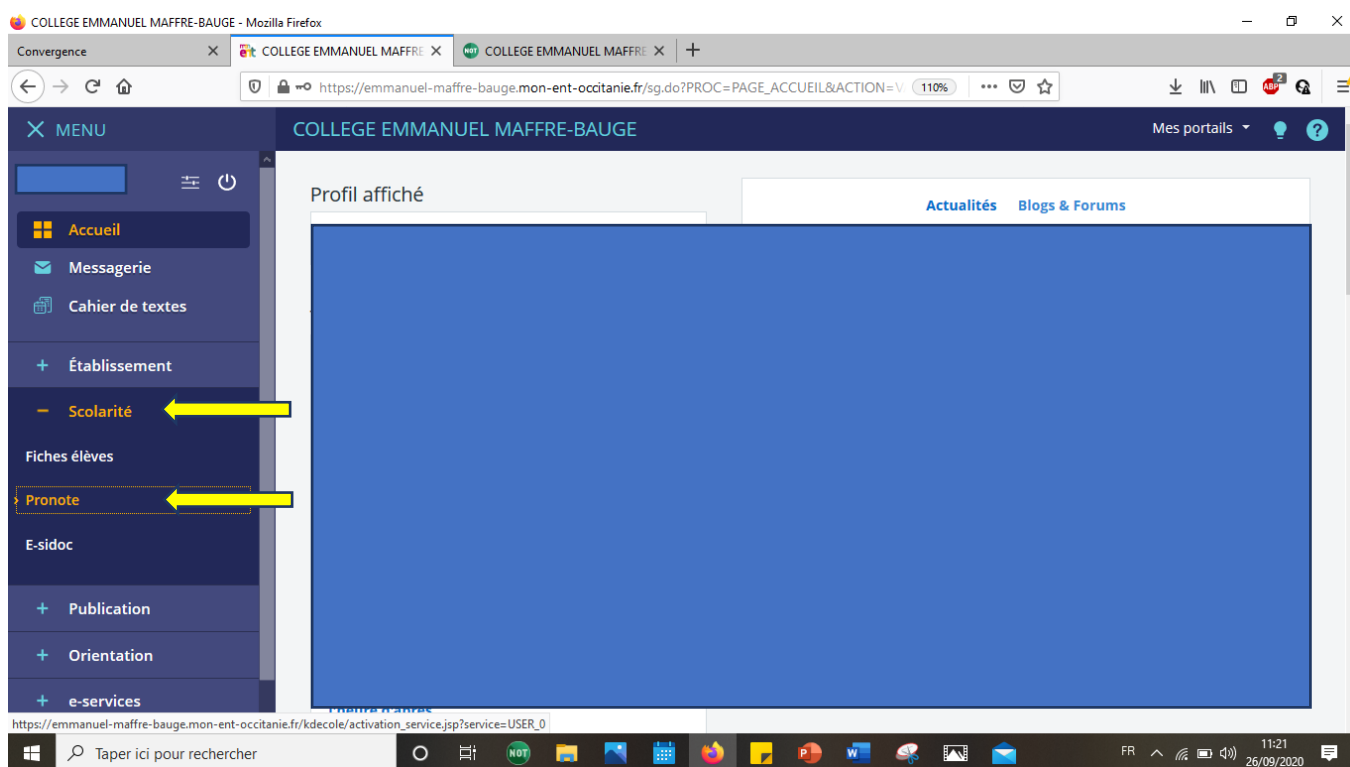 COLLEGE EMMANUEL MAFFRE-BAUGE - Mozilla Firefox
Convergence
COLLEGE EMMANUEL MAFFRE
COLLEGE EMMANUEL MAFFRE
https://emmanuel-maffre-bauge.mon-ent-occitanie.fr/sg.do?PROC=PAGE_ACCUEIL&ACTION=V
110%
ABP
2
MENU
COLLEGE EMMANUEL MAFFRE-BAUGE
Mes portails
?
Profil affiché
Actualités Blogs & Forums
Accueil
Messagerie
Cahier de textes
+ Établissement
− Scolarité
Fiches élèves
› Pronote
E-sidoc
+ Publication
+ Orientation
+ e-services
https://emmanuel-maffre-bauge.mon-ent-occitanie.fr/kdecole/activation_service.jsp?service=USER_0
Taper ici pour rechercher
NOT
FR
11:21
26/09/2020